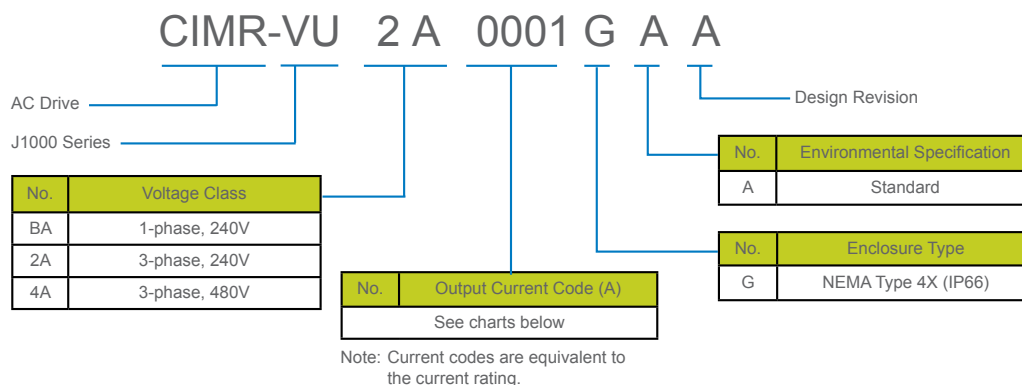 CIMR-VU 2 A 0001 G A A
AC Drive
J1000 Series
Design Revision
No. Environmental Specification
A Standard
No. Voltage Class
BA 1-phase, 240V
2A 3-phase, 240V
4A 3-phase, 480V
No. Enclosure Type
G NEMA Type 4X (IP66)
No. Output Current Code (A)
See charts below
Note: Current codes are equivalent to
the current rating.